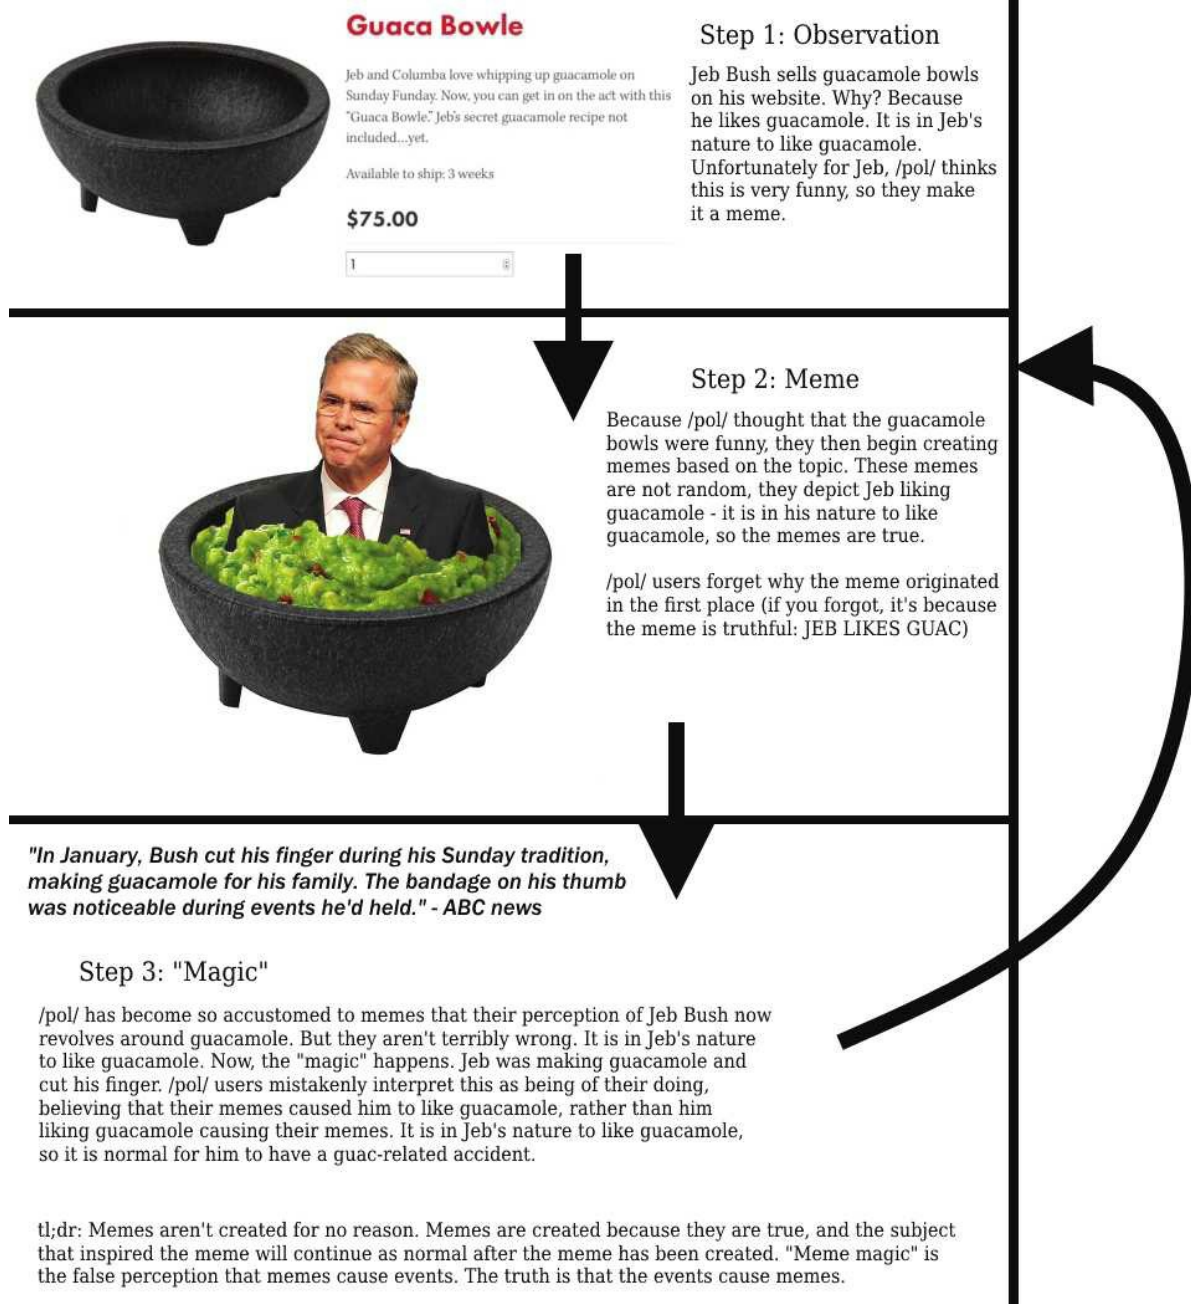 Guaca Bowle
Jeb and Columba love whipping up guacamole on
Sunday Funday. Now, you can get in on the act with this
"Guaca Bowle." Jeb's secret guacamole recipe not
included...yet.
Available to ship: 3 weeks
$75.00
1
Step 1: Observation
Jeb Bush sells guacamole bowls
on his website. Why? Because
he likes guacamole. It is in Jeb's
nature to like guacamole.
Unfortunately for Jeb, /pol/ thinks
this is very funny, so they make
it a meme.
Step 2: Meme
Because /pol/ thought that the guacamole
bowls were funny, they then begin creating
memes based on the topic. These memes
are not random, they depict Jeb liking
guacamole - it is in his nature to like
guacamole, so the memes are true.
/pol/ users forget why the meme originated
in the first place (if you forgot, it's because
the meme is truthful: JEB LIKES GUAC)
"In January, Bush cut his finger during his Sunday tradition,
making guacamole for his family. The bandage on his thumb
was noticeable during events he'd held." - ABC news
Step 3: "Magic"
/pol/ has become so accustomed to memes that their perception of Jeb Bush now
revolves around guacamole. But they aren't terribly wrong. It is in Jeb's nature
to like guacamole. Now, the "magic" happens. Jeb was making guacamole and
cut his finger. /pol/ users mistakenly interpret this as being of their doing,
believing that their memes caused him to like guacamole, rather than him
liking guacamole causing their memes. It is in Jeb's nature to like guacamole,
so it is normal for him to have a guac-related accident.
tl;dr: Memes aren't created for no reason. Memes are created because they are true, and the subject
that inspired the meme will continue as normal after the meme has been created. "Meme magic" is
the false perception that memes cause events. The truth is that the events cause memes.